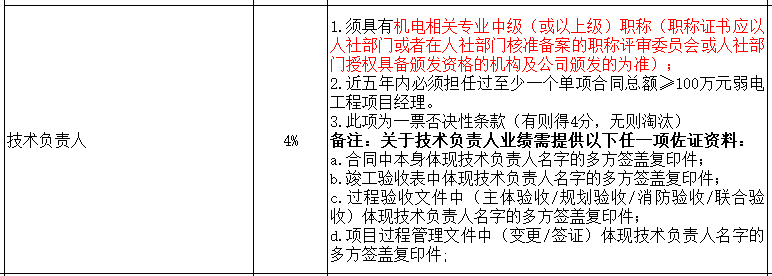 1.须具有机电相关专业中级（或以上级）职称（职称证书应以
人社部门或者在人社部门核准备案的职称评审委员会或人社部
门授权具备颁发资格的机构及公司颁发的为准）；
2.近五年内必须担任过至少一个单项合同总额≥100万元弱电
工程项目经理。
3.此项为一票否决性条款（有则得4分，无则淘汰）
技术负责人 4% 备注：关于技术负责人业绩需提供以下任一项佐证资料：
a.合同中本身体现技术负责人名字的多方签盖复印件；
b.竣工验收表中体现技术负责人名字的多方签盖复印件；
c.过程验收文件中（主体验收/规划验收/消防验收/联合验
收）体现技术负责人名字的多方签盖复印件；
d.项目过程管理文件中（变更/签证）体现技术负责人名字的
多方签盖复印件;